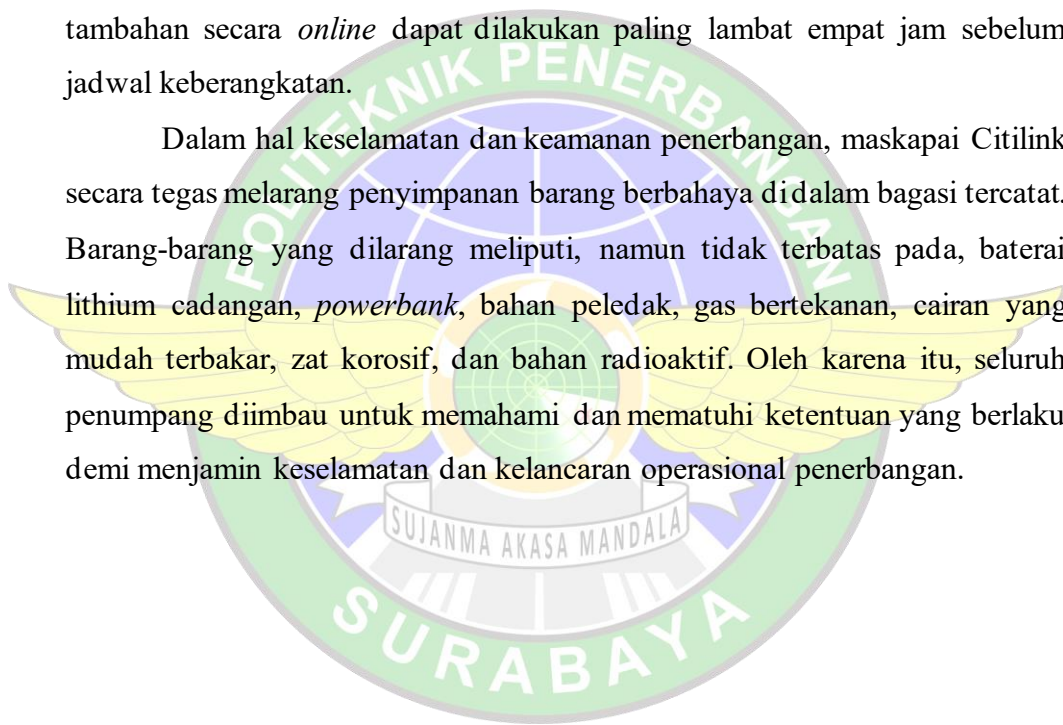 tambahan secara online dapat dilakukan paling lambat empat jam sebelum
jadwal keberangkatan.
Dalam hal keselamatan dan keamanan penerbangan, maskapai Citilink
secara tegas melarang penyimpanan barang berbahaya di dalam bagasi tercatat.
Barang-barang yang dilarang meliputi, namun tidak terbatas pada, baterai
lithium cadangan, powerbank, bahan peledak, gas bertekanan, cairan yang
mudah terbakar, zat korosif, dan bahan radioaktif. Oleh karena itu, seluruh
penumpang diimbau untuk memahami dan mematuhi ketentuan yang berlaku
demi menjamin keselamatan dan kelancaran operasional penerbangan.
POLITEKNIK PENERBANGAN
SUJANMA AKASA MANDALA
SURABAYA